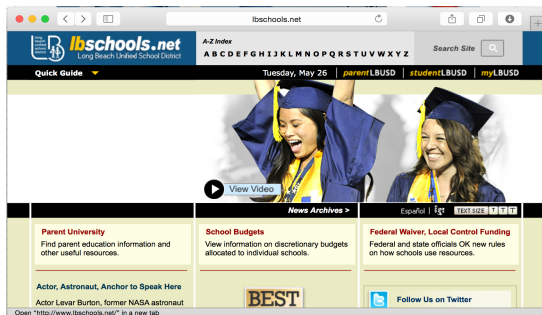 lbschools.net
lbschools.net
Long Beach Unified School District
A-Z Index
A B C D E F G H I J K L M N O P Q R S T U V W X Y Z
Search Site
Quick Guide
Tuesday, May 26 | parentLBUSD | studentLBUSD | myLBUSD
View Video
News Archives >
Español | ខ្មែរ
TEXT SIZE T T T
Parent University
Find parent education information and
other useful resources.
School Budgets
View information on discretionary budgets
allocated to individual schools.
Federal Waiver, Local Control Funding
Federal and state officials OK new rules
on how schools use resources.
Actor, Astronaut, Anchor to Speak Here
Actor Levar Burton, former NASA astronaut
BEST
Follow Us on Twitter
Open "http://www.lbschools.net/" in a new tab